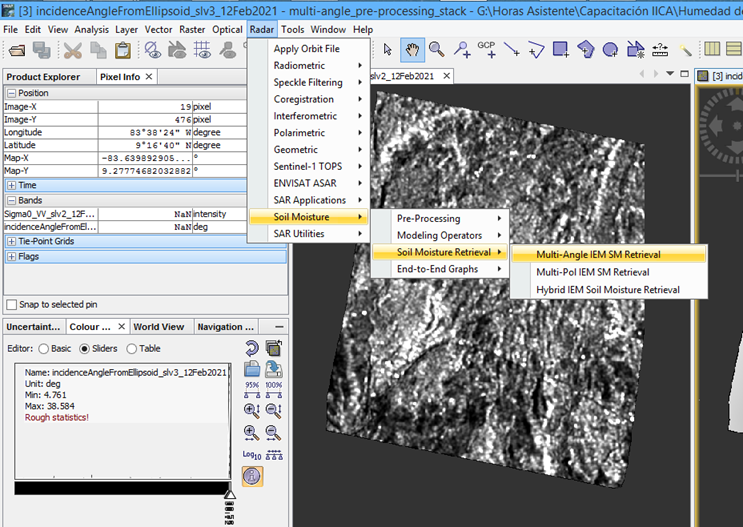 [3] incidenceAngleFromEllipsoid_slv3_12Feb2021 - multi-angle_pre-processing_stack - G:\Horas Asistente\Capacitación IICA\Humedad d
File Edit View Analysis Layer Vector Raster Optical Radar Tools Window Help
GCP
Product Explorer Pixel Info
slv2_12Feb2021
[3] incid
Position
Image-X 19 pixel
Image-Y 476 pixel
Longitude 83°38'24" W degree
Latitude 9°16'40" N degree
Map-X -83.639892905... °
Map-Y 9.27774682032882 °
Time
Bands
Sigma0_VV_slv2_12F... NaN intensity
incidenceAngleFromEl... NaN deg
Tie-Point Grids
Flags
Snap to selected pin
Apply Orbit File
Radiometric
Speckle Filtering
Coregistration
Interferometric
Polarimetric
Geometric
Sentinel-1 TOPS
ENVISAT ASAR
SAR Applications
Soil Moisture
SAR Utilities
Pre-Processing
Modeling Operators
Soil Moisture Retrieval
End-to-End Graphs
Multi-Angle IEM SM Retrieval
Multi-Pol IEM SM Retrieval
Hybrid IEM Soil Moisture Retrieval
Uncertaint... Colour ... World View Navigation ...
Editor: Basic Sliders Table
Name: incidenceAngleFromEllipsoid_slv3_12Feb2021
Unit: deg
Min: 4.761
Max: 38.584
Rough statistics!
95% 100%
Log10